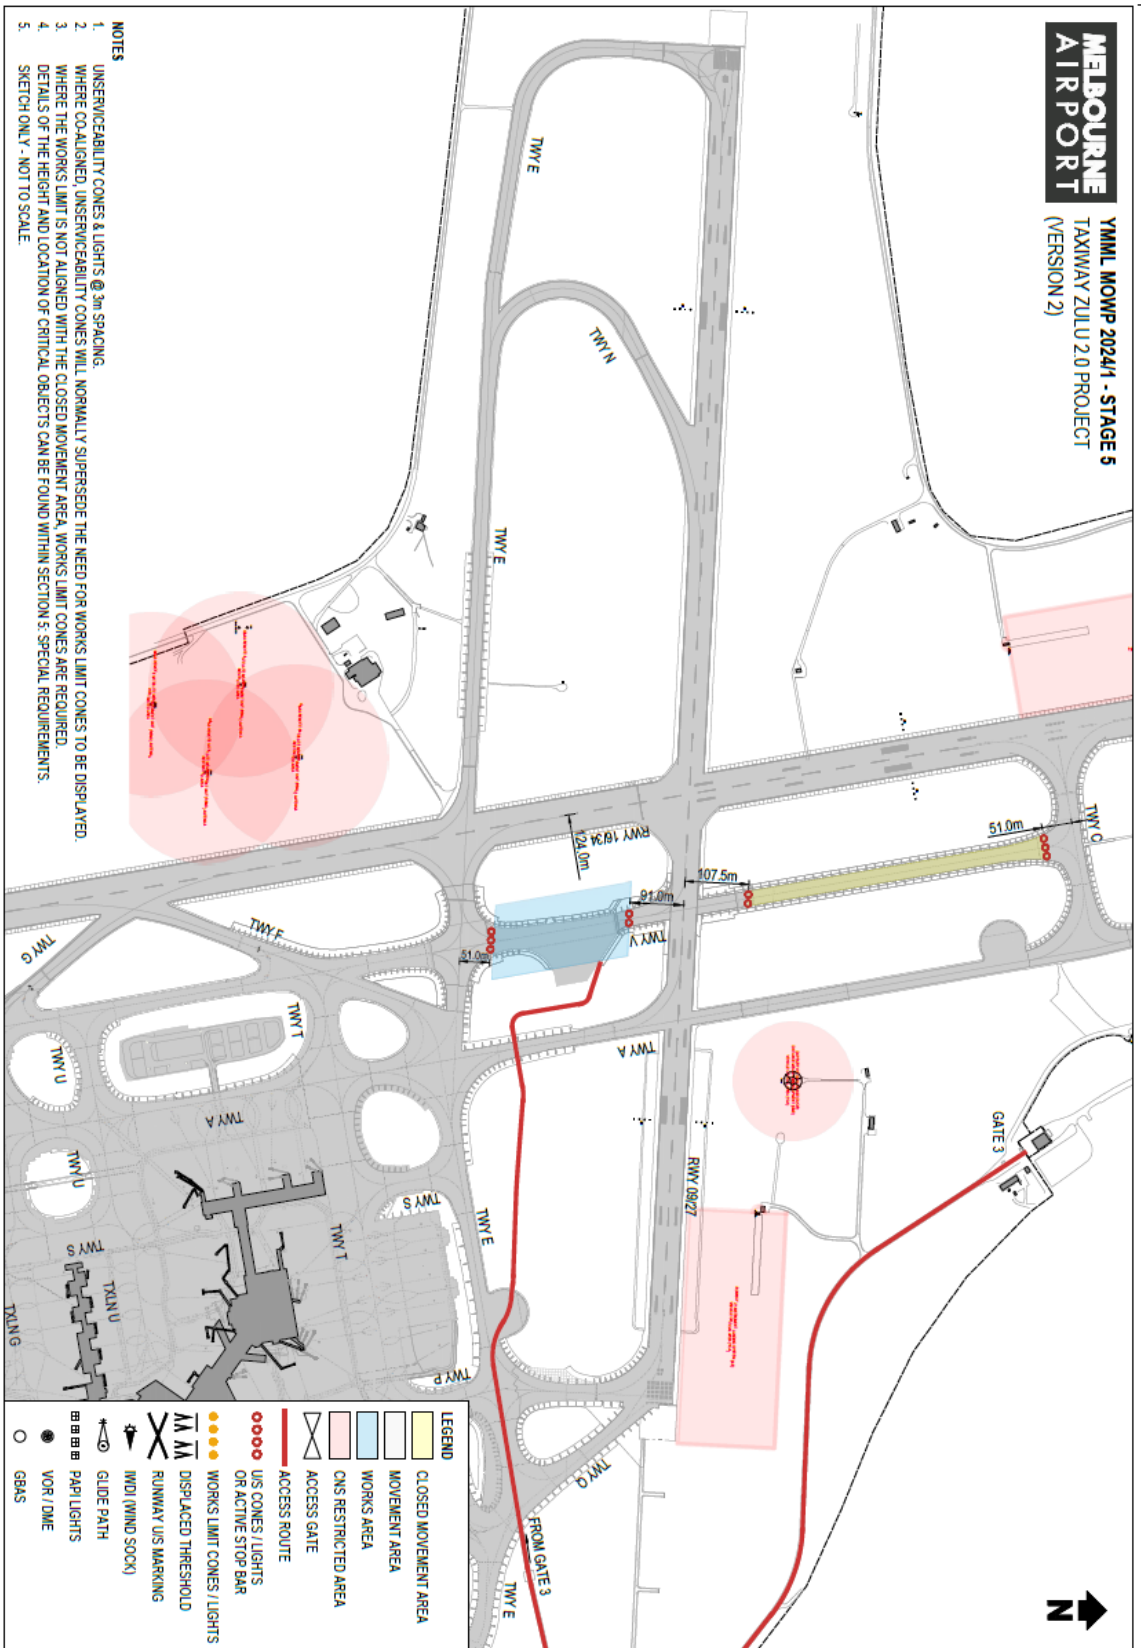 MELBOURNE
AIRPORT
YMML MOWP 2024/1 - STAGE 5
TAXIWAY ZULU 2.0 PROJECT
(VERSION 2)
N
TWY E
TWY N
TWY E
TWY C
51.0m
107.5m
91.0m
RWY 16/34
124.0m
TWY V
51.0m
TWY F
TWY G
TWY T
TWY U
TWY A
TWY A
TWY U
TWY S
TWY S
TWY T
TWY E
TXLN U
TXLN G
TWY P
RWY 09/27
GATE 3
TWY Q
FROM GATE 3
TWY E
NOTES
1. UNSERVICEABILITY CONES & LIGHTS @ 3m SPACING.
2. WHERE CO-ALIGNED, UNSERVICEABILITY CONES WILL NORMALLY SUPERSEDE THE NEED FOR WORKS LIMIT CONES TO BE DISPLAYED.
3. WHERE THE WORKS LIMIT IS NOT ALIGNED WITH THE CLOSED MOVEMENT AREA, WORKS LIMIT CONES ARE REQUIRED.
4. DETAILS OF THE HEIGHT AND LOCATION OF CRITICAL OBJECTS CAN BE FOUND WITHIN SECTION 5: SPECIAL REQUIREMENTS.
5. SKETCH ONLY - NOT TO SCALE.
LEGEND
CLOSED MOVEMENT AREA
MOVEMENT AREA
WORKS AREA
CNS RESTRICTED AREA
ACCESS GATE
ACCESS ROUTE
U/S CONES / LIGHTS
OR ACTIVE STOP BAR
WORKS LIMIT CONES / LIGHTS
DISPLACED THRESHOLD
RUNWAY U/S MARKING
IWDI (WIND SOCK)
GLIDE PATH
PAPI LIGHTS
VOR / DME
GBAS